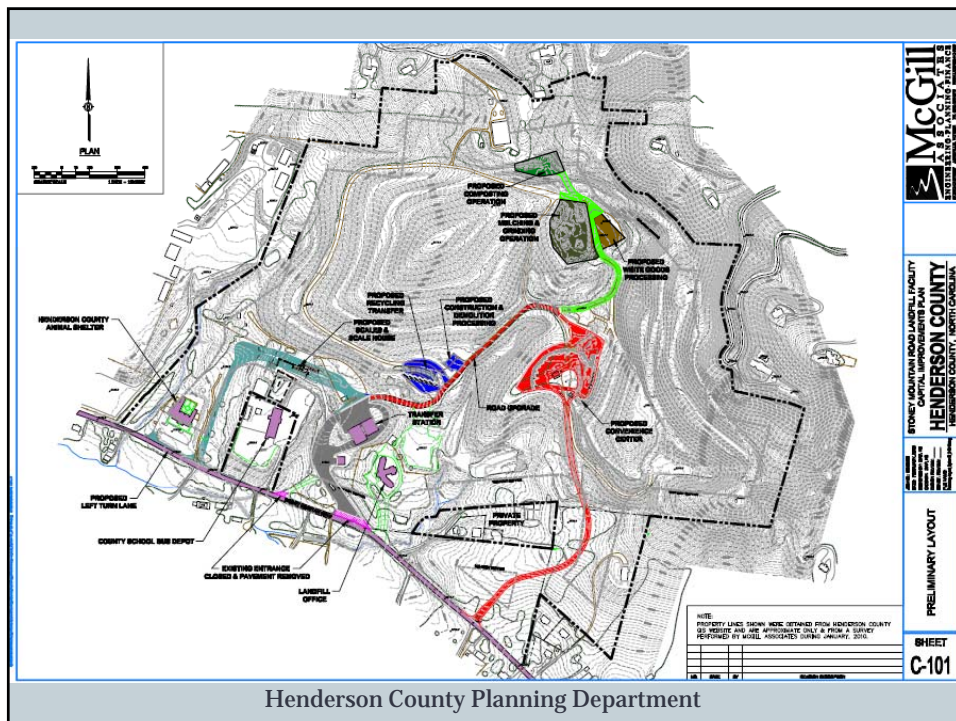 PLAN
PROPOSED
COMPOSTING
OPERATION
PROPOSED
MULCHING &
GRINDING
OPERATION
PROPOSED
WHITE GOODS
PROCESSING
PROPOSED
RECYCLING
TRANSFER
PROPOSED
CONSTRUCTION &
DEMOLITION
PROCESSING
HENDERSON COUNTY
ANIMAL SHELTER
PROPOSED
SCALES &
SCALE HOUSE
ROAD UPGRADE
TRANSFER
STATION
PROPOSED
CONVENIENCE
CENTER
PROPOSED
LEFT TURN LANE
COUNTY SCHOOL BUS DEPOT
PRIVATE
PROPERTY
EXISTING ENTRANCE
CLOSED & PAVEMENT REMOVED
LANDFILL
OFFICE
NOTE:
PROPERTY LINES SHOWN WERE OBTAINED FROM HENDERSON COUNTY
GIS WEBSITE AND ARE APPROXIMATE ONLY & FROM A SURVEY
PERFORMED BY MCGILL ASSOCIATES DURING JANUARY, 2010.
McGill
ASSOCIATES
ENGINEERING·PLANNING·FINANCE
STONEY MOUNTAIN ROAD LANDFILL FACILITY
CAPITAL IMPROVEMENTS PLAN
HENDERSON COUNTY
HENDERSON COUNTY, NORTH CAROLINA
PRELIMINARY LAYOUT
SHEET
C-101
Henderson County Planning Department